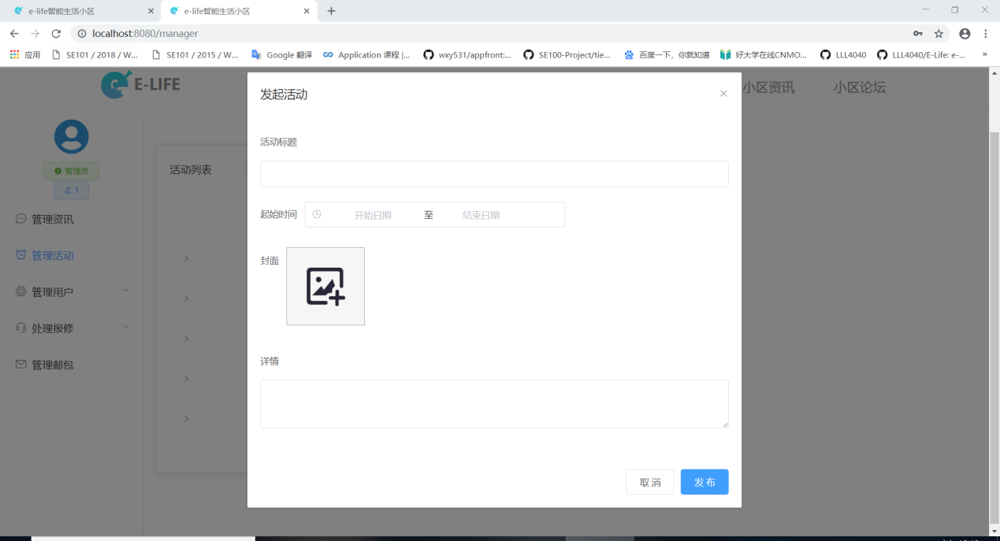 e-life智能生活小区
e-life智能生活小区
localhost:8080/manager
应用
SE101 / 2018 / W...
SE101 / 2015 / W...
Google 翻译
Application 课程 |...
wxy531/appfront:...
SE100-Project/tie...
百度一下，你就知道
好大学在线CNMO...
LLL4040
LLL4040/E-Life: e-...
»
E-LIFE
小区资讯
小区论坛
管理员
1
管理资讯
管理活动
管理用户
处理报修
管理邮包
活动列表
发起活动
活动标题
起始时间
开始日期 至 结束日期
封面
详情
取消
发布